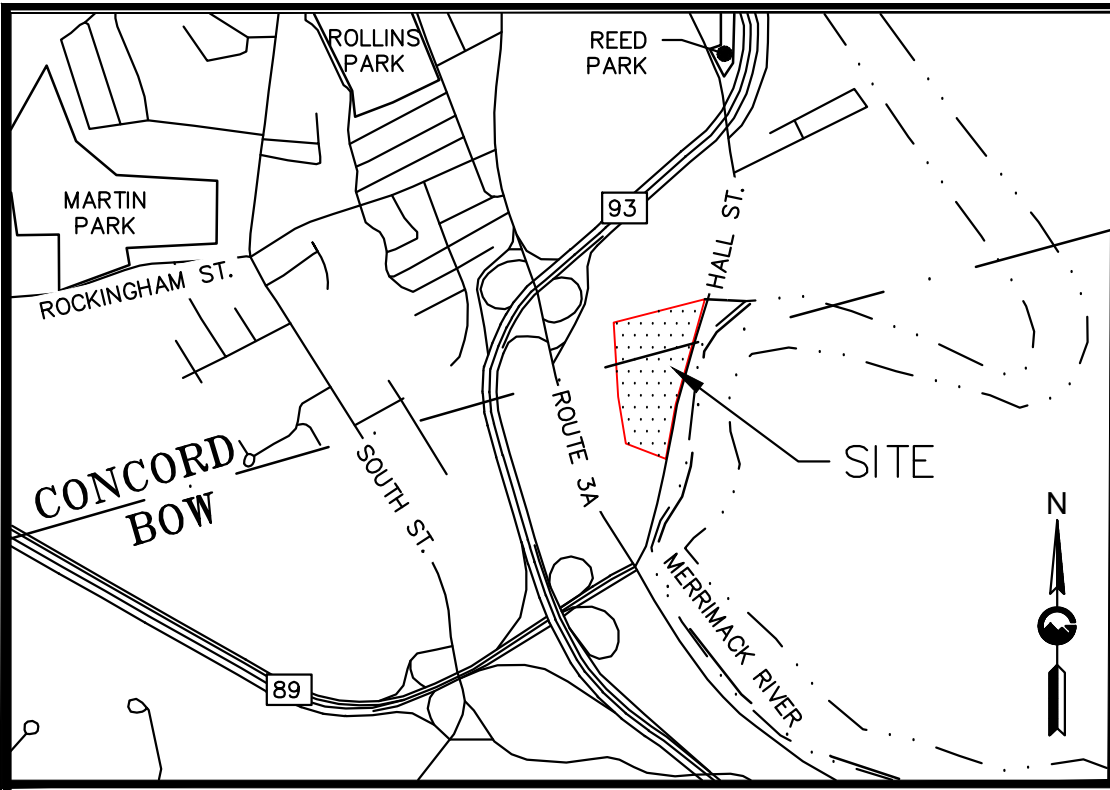 ROLLINS
PARK
REED
PARK
MARTIN
PARK
93
HALL ST.
ROCKINGHAM ST.
ROUTE 3A
SITE
CONCORD
BOW
SOUTH ST.
N
MERRIMACK RIVER
89